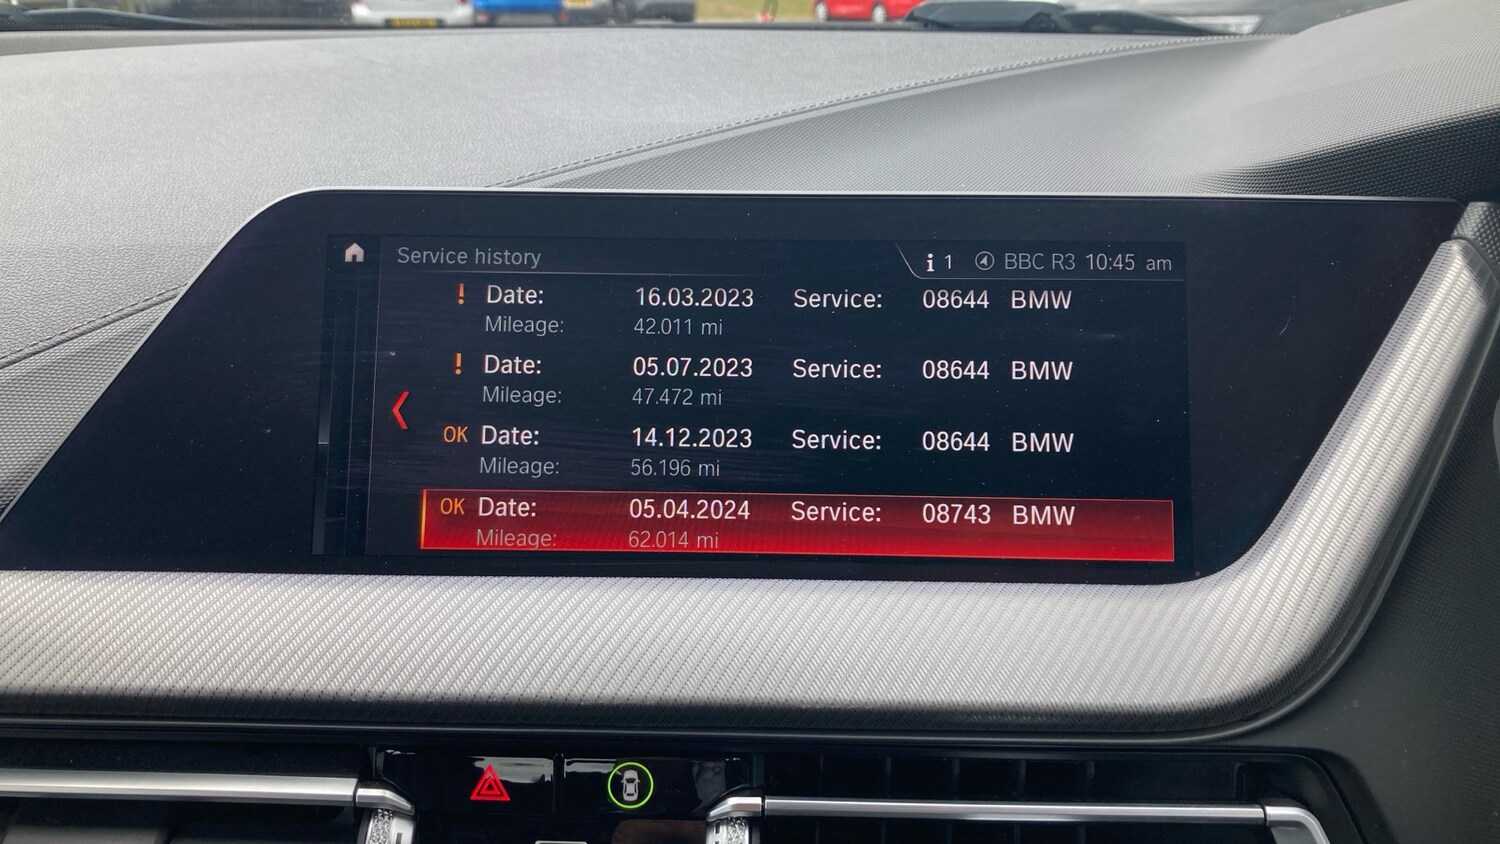 Service history
i 1 BBC R3 10:45 am
! Date: 16.03.2023 Service: 08644 BMW
Mileage: 42.011 mi
! Date: 05.07.2023 Service: 08644 BMW
Mileage: 47.472 mi
OK Date: 14.12.2023 Service: 08644 BMW
Mileage: 56.196 mi
OK Date: 05.04.2024 Service: 08743 BMW
Mileage: 62.014 mi